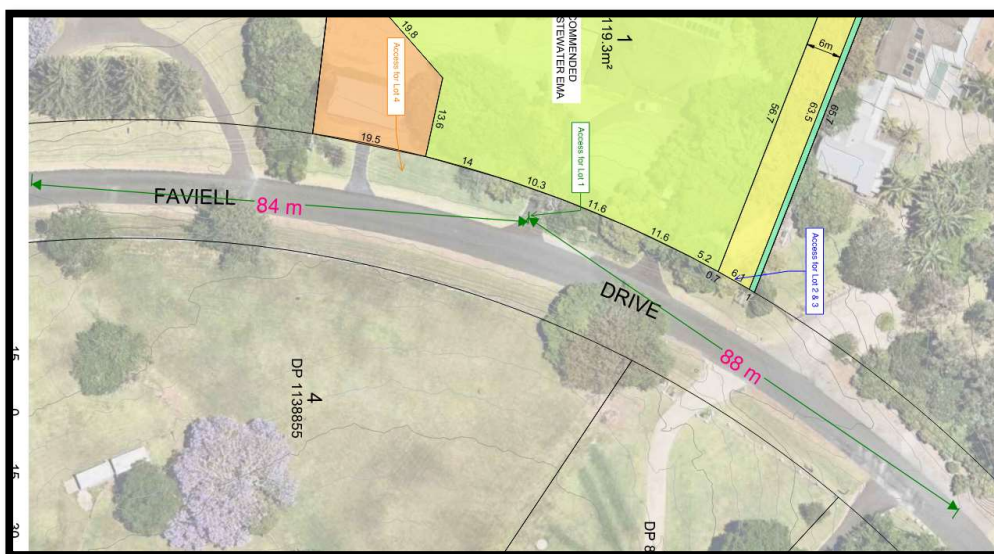 1
119.3m²
COMMENDED
STEWATER EMA
Access for Lot 4
19.8
13.6
19.5
14
10.3
11.6
11.6
5.2
0.7
6.1
1
6m
56.7
63.5
65.7
Access for Lot 1
Access for Lot 2 & 3
FAVIELL
84 m
DRIVE
88 m
4
DP 1138855
DP 8
15
0
15
30